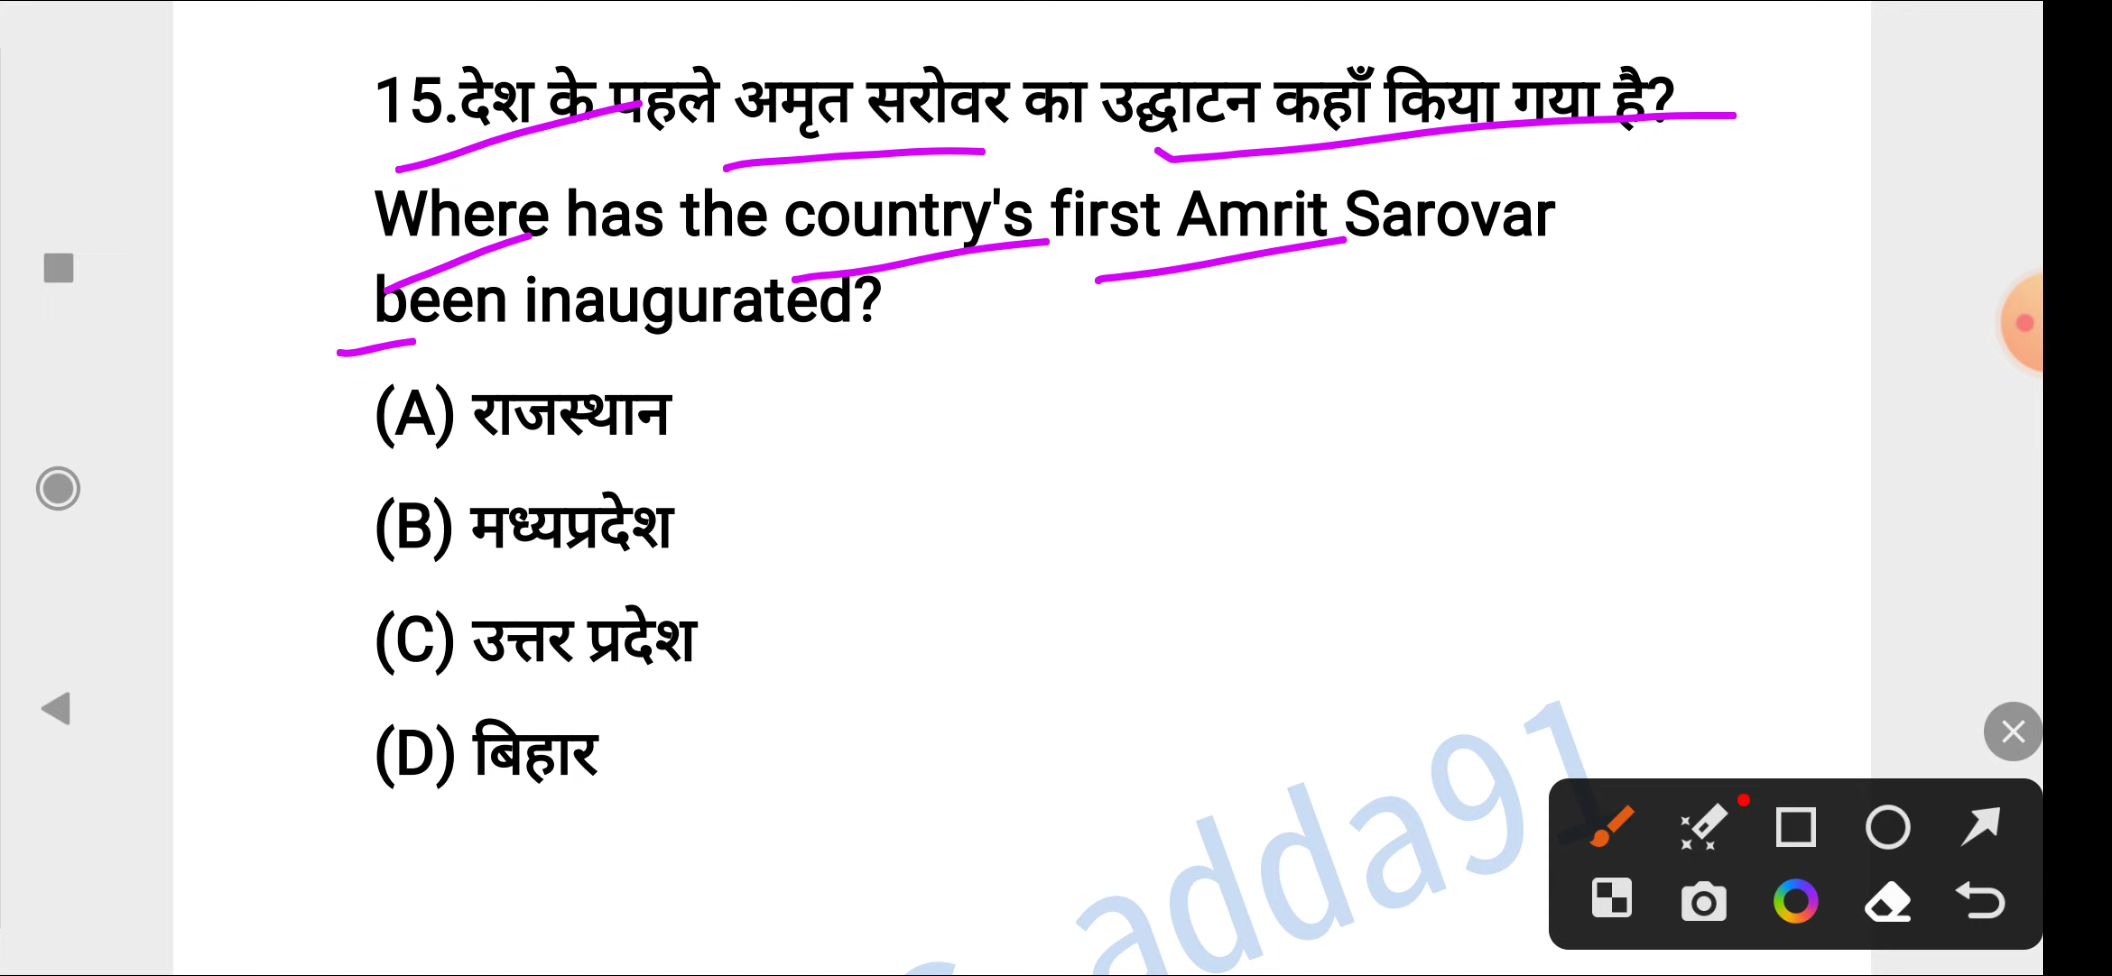 15.देश के पहले अमृत सरोवर का उद्घाटन कहाँ किया गया है?
Where has the country's first Amrit Sarovar
been inaugurated?
(A) राजस्थान
(B) मध्यप्रदेश
(C) उत्तर प्रदेश
(D) बिहार
adda91